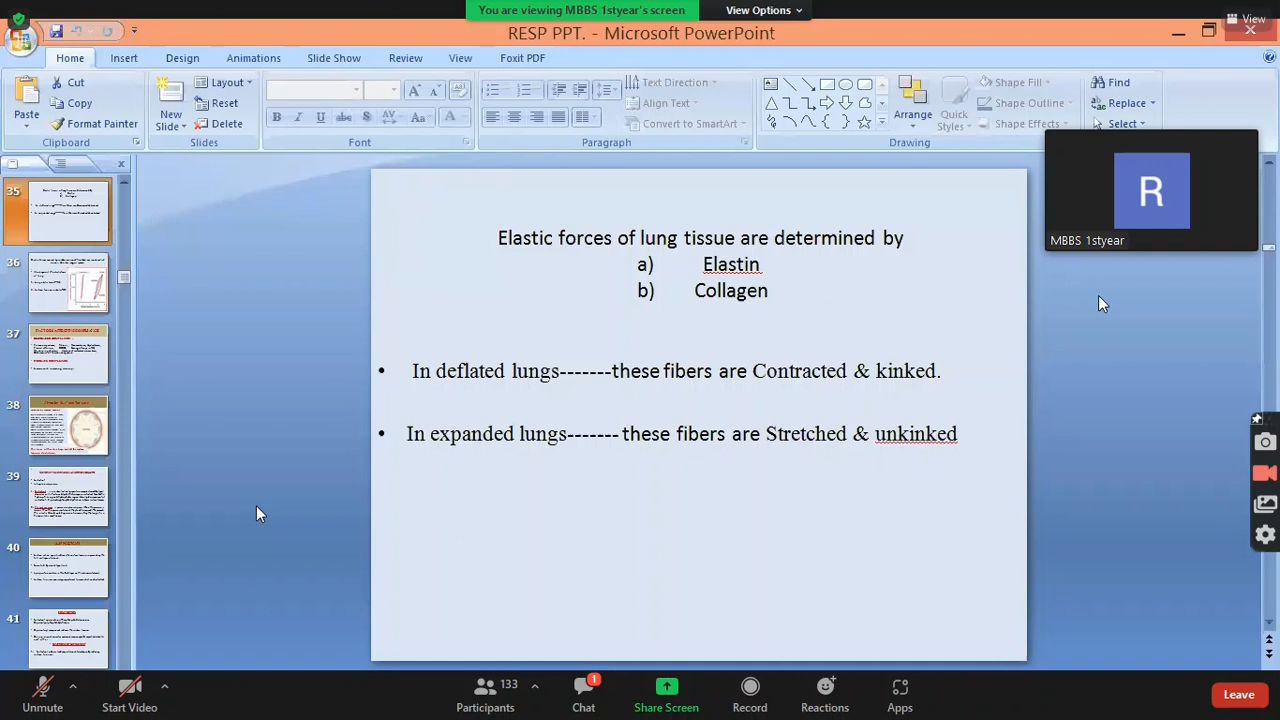 You are viewing MBBS 1styear's screen
View Options
View
RESP PPT. - Microsoft PowerPoint
Home
Insert
Design
Animations
Slide Show
Review
View
Foxit PDF
Paste
Cut
Copy
Format Painter
Clipboard
New Slide
Layout
Reset
Delete
Slides
Font
Text Direction
Align Text
Convert to SmartArt
Paragraph
Arrange
Quick Styles
Shape Fill
Shape Outline
Shape Effects
Drawing
Find
Replace
Select
R
MBBS 1styear
35
36
37
38
39
40
41
Elastic forces of lung tissue are determined by
a) Elastin
b) Collagen
• In deflated lungs-------these fibers are Contracted & kinked.
• In expanded lungs------- these fibers are Stretched & unkinked
Unmute
Start Video
133
Participants
1
Chat
Share Screen
Record
Reactions
Apps
Leave